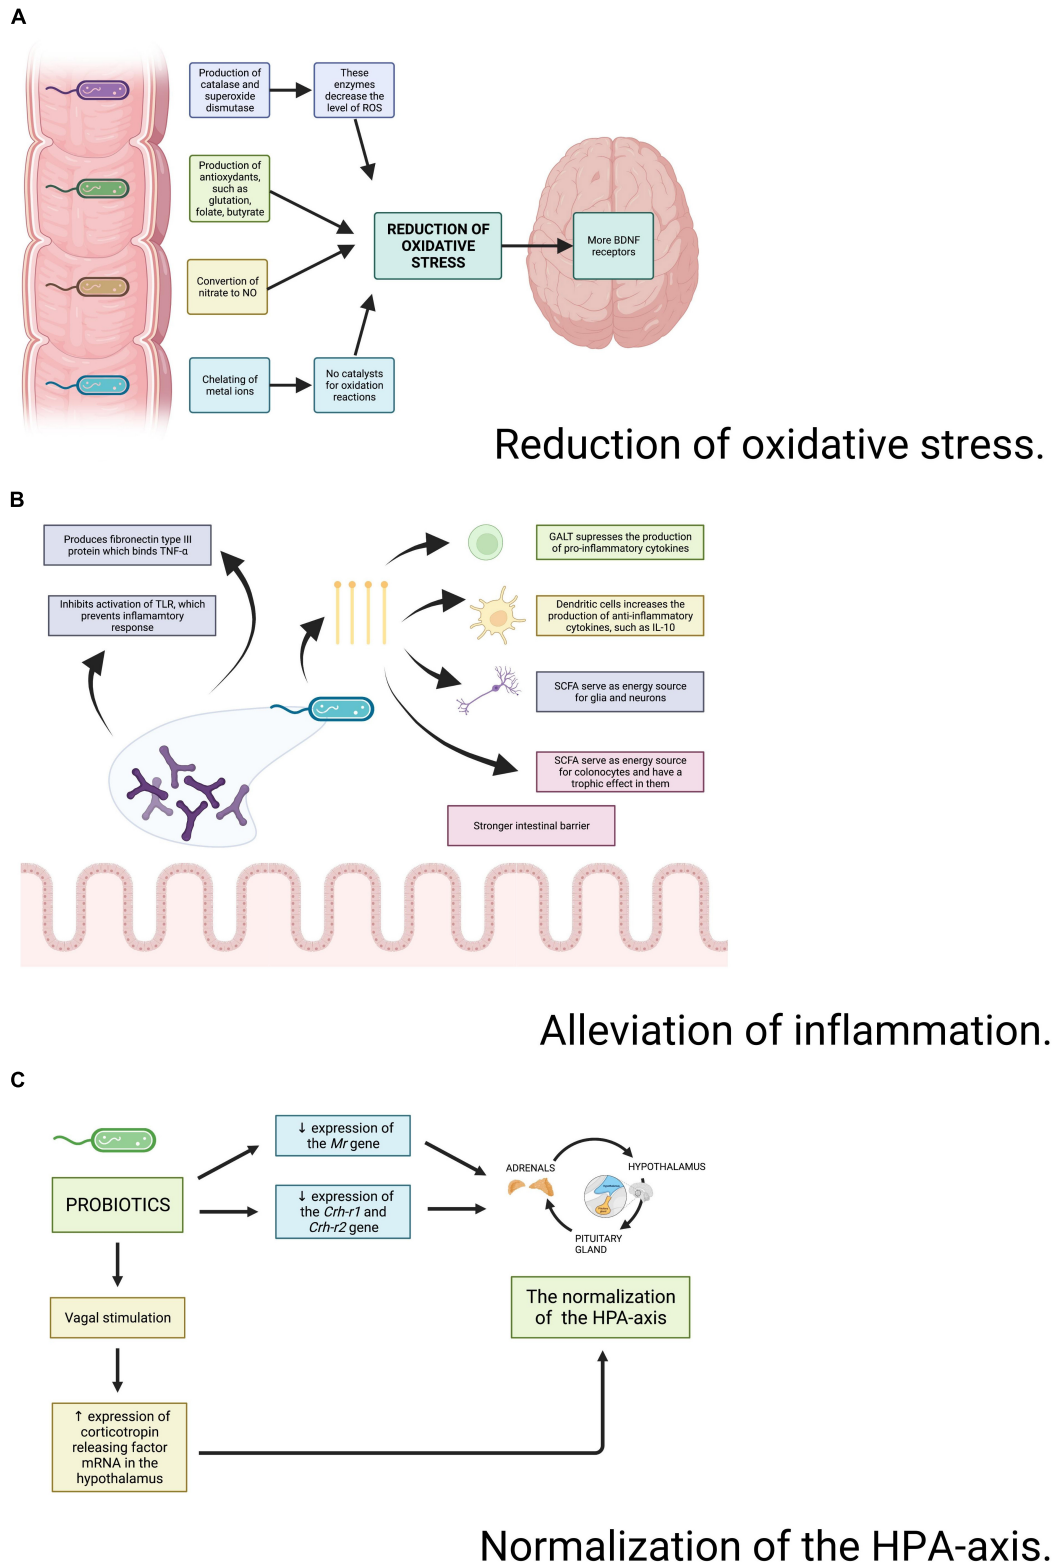 A
Production of
catalase and
superoxide
dismutase
These
enzymes
decrease the
level of ROS
Production of
antioxydants,
such as
glutation,
folate, butyrate
REDUCTION OF
OXIDATIVE
STRESS
More BDNF
receptors
Convertion of
nitrate to NO
Chelating of
metal ions
No catalysts
for oxidation
reactions
Reduction of oxidative stress.
B
Produces fibronectin type III
protein which binds TNF-α
Inhibits activation of TLR, which
prevents inflamamtory
response
GALT supresses the production
of pro-inflammatory cytokines
Dendritic cells increases the
production of anti-inflammatory
cytokines, such as IL-10
SCFA serve as energy source
for glia and neurons
SCFA serve as energy source
for colonocytes and have a
trophic effect in them
Stronger intestinal barrier
Alleviation of inflammation.
C
PROBIOTICS
↓ expression of
the Mr gene
↓ expression of
the Crh-r1 and
Crh-r2 gene
ADRENALS
HYPOTHALAMUS
PITUITARY
GLAND
The normalization
of the HPA-axis
Vagal stimulation
↑ expression of
corticotropin
releasing factor
mRNA in the
hypothalamus
Normalization of the HPA-axis.